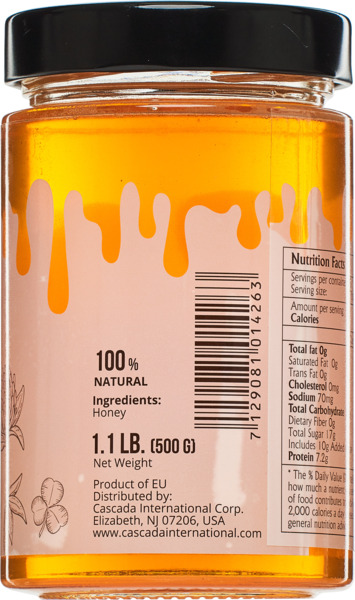 100%
NATURAL
Ingredients:
Honey
1.1 LB. (500 G)
Net Weight
Product of EU
Distributed by:
Cascada International Corp.
Elizabeth, NJ 07206, USA
www.cascadainternational.com
7 129081 014263
Nutrition Facts
Servings per
Serving size:
Amount per serving
Calories
Total fat 0g
Saturated Fat 0g
Trans Fat 0g
Cholesterol 0mg
Sodium 70mg
Total Carbohydrate
Dietary Fiber 0g
Total Sugar 17g
Includes 10g Added
Protein 7.2g
* The % Daily Value
how much a nutrient
of food contributes
2,000 calories a day
general nutrition